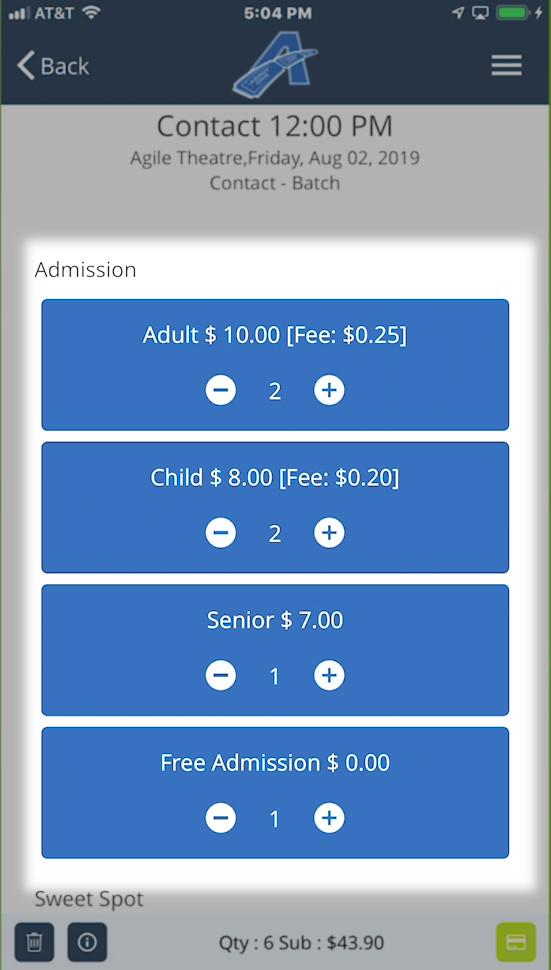 AT&T 5:04 PM
Back
Contact 12:00 PM
Agile Theatre,Friday, Aug 02, 2019
Contact - Batch
Admission
Adult $ 10.00 [Fee: $0.25]
2
Child $ 8.00 [Fee: $0.20]
2
Senior $ 7.00
1
Free Admission $ 0.00
1
Sweet Spot
Qty : 6 Sub : $43.90